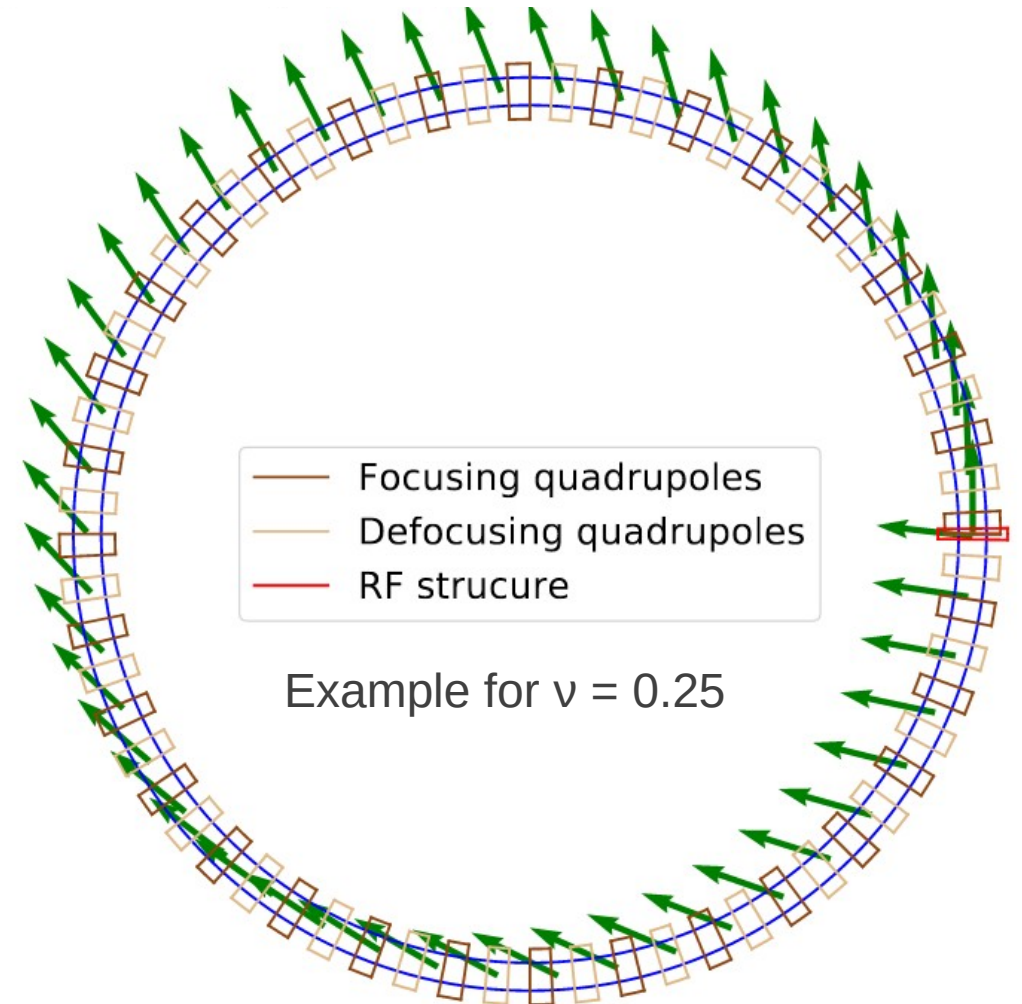 Focusing quadrupoles
Defocusing quadrupoles
RF strucure
Example for ν = 0.25